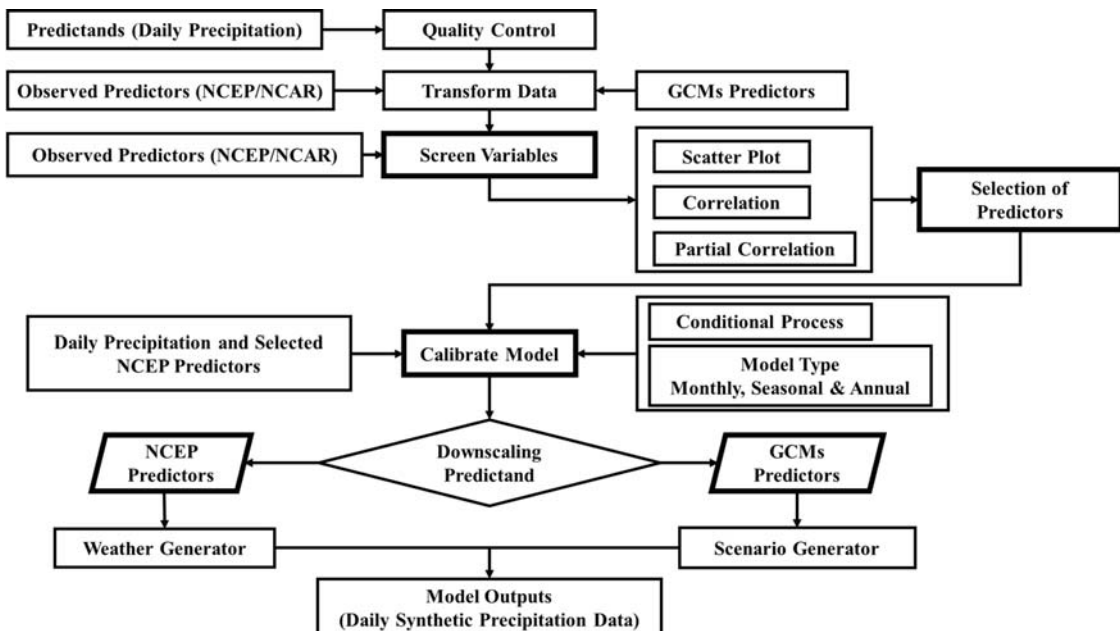 Predictands (Daily Precipitation)
Quality Control
Observed Predictors (NCEP/NCAR)
Transform Data
GCMs Predictors
Observed Predictors (NCEP/NCAR)
Screen Variables
Scatter Plot
Correlation
Partial Correlation
Selection of
Predictors
Daily Precipitation and Selected
NCEP Predictors
Calibrate Model
Conditional Process
Model Type
Monthly, Seasonal & Annual
NCEP
Predictors
Downscaling
Predictand
GCMs
Predictors
Weather Generator
Scenario Generator
Model Outputs
(Daily Synthetic Precipitation Data)